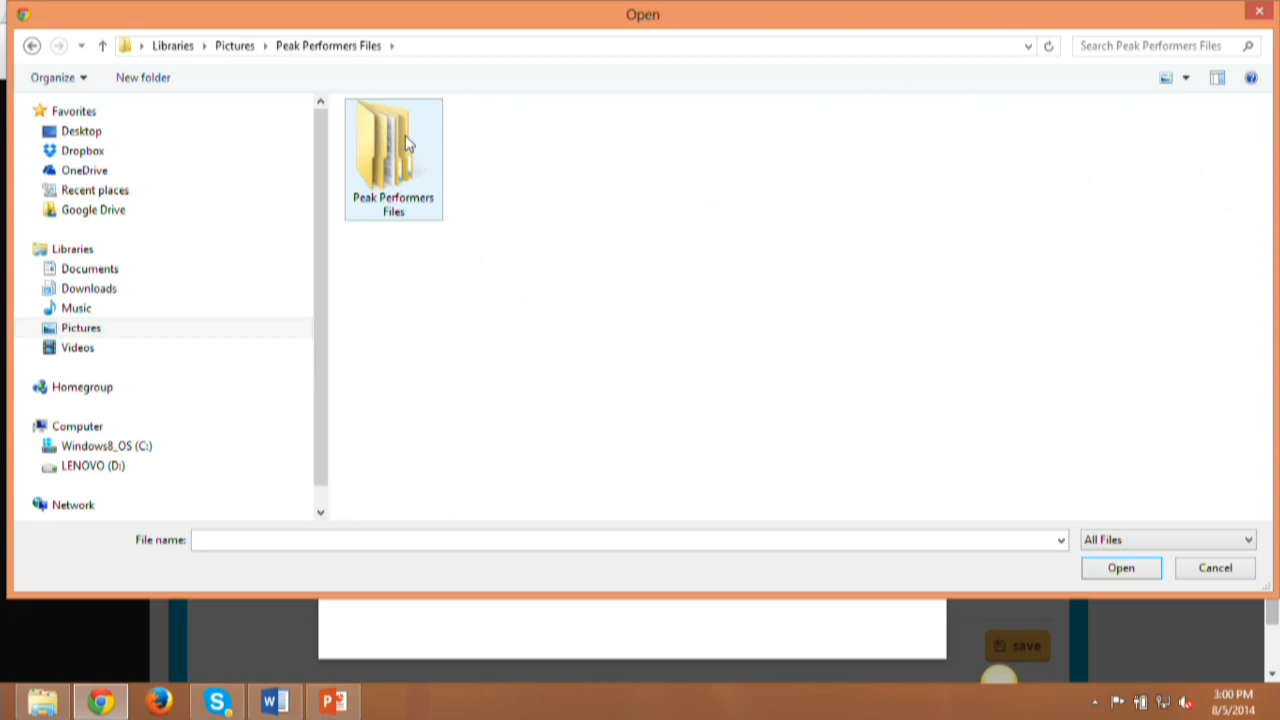 Open
Libraries Pictures Peak Performers Files
Search Peak Performers Files
Organize New folder
Favorites
Desktop
Dropbox
OneDrive
Recent places
Google Drive
Libraries
Documents
Downloads
Music
Pictures
Videos
Homegroup
Computer
Windows8_OS (C:)
LENOVO (D:)
Network
Peak Performers
Files
File name:
All Files
Open Cancel
save
3:00 PM
8/5/2014